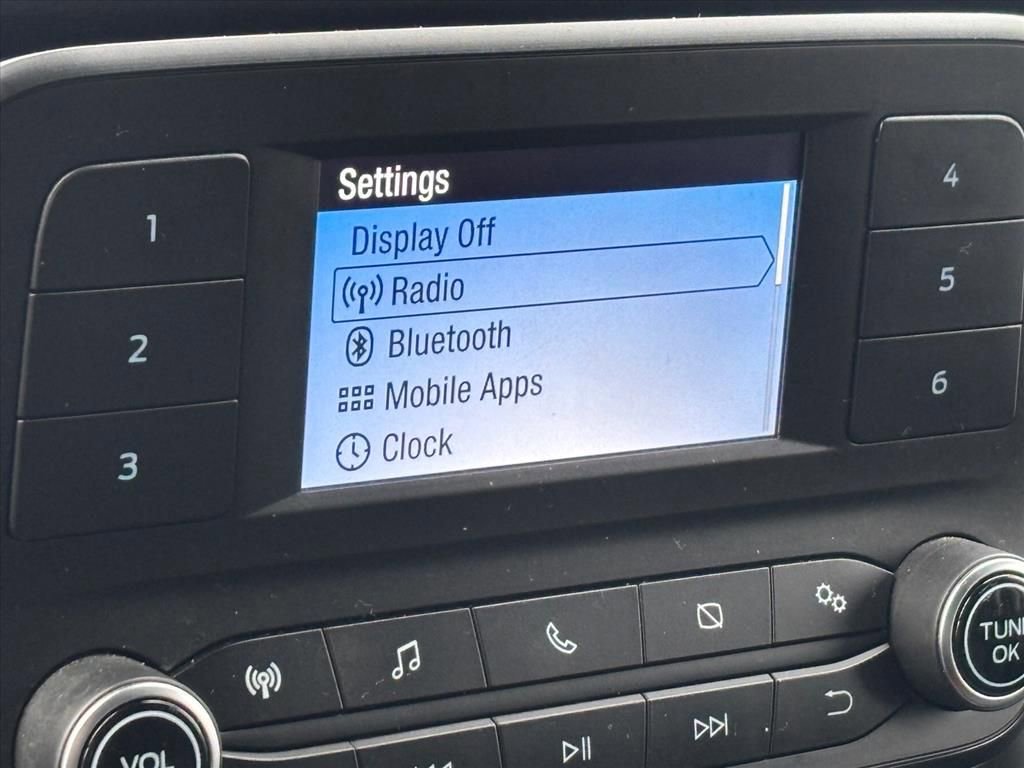 Settings
Display Off
Radio
Bluetooth
Mobile Apps
Clock
1
2
3
4
5
6
VOL
TUNE
OK